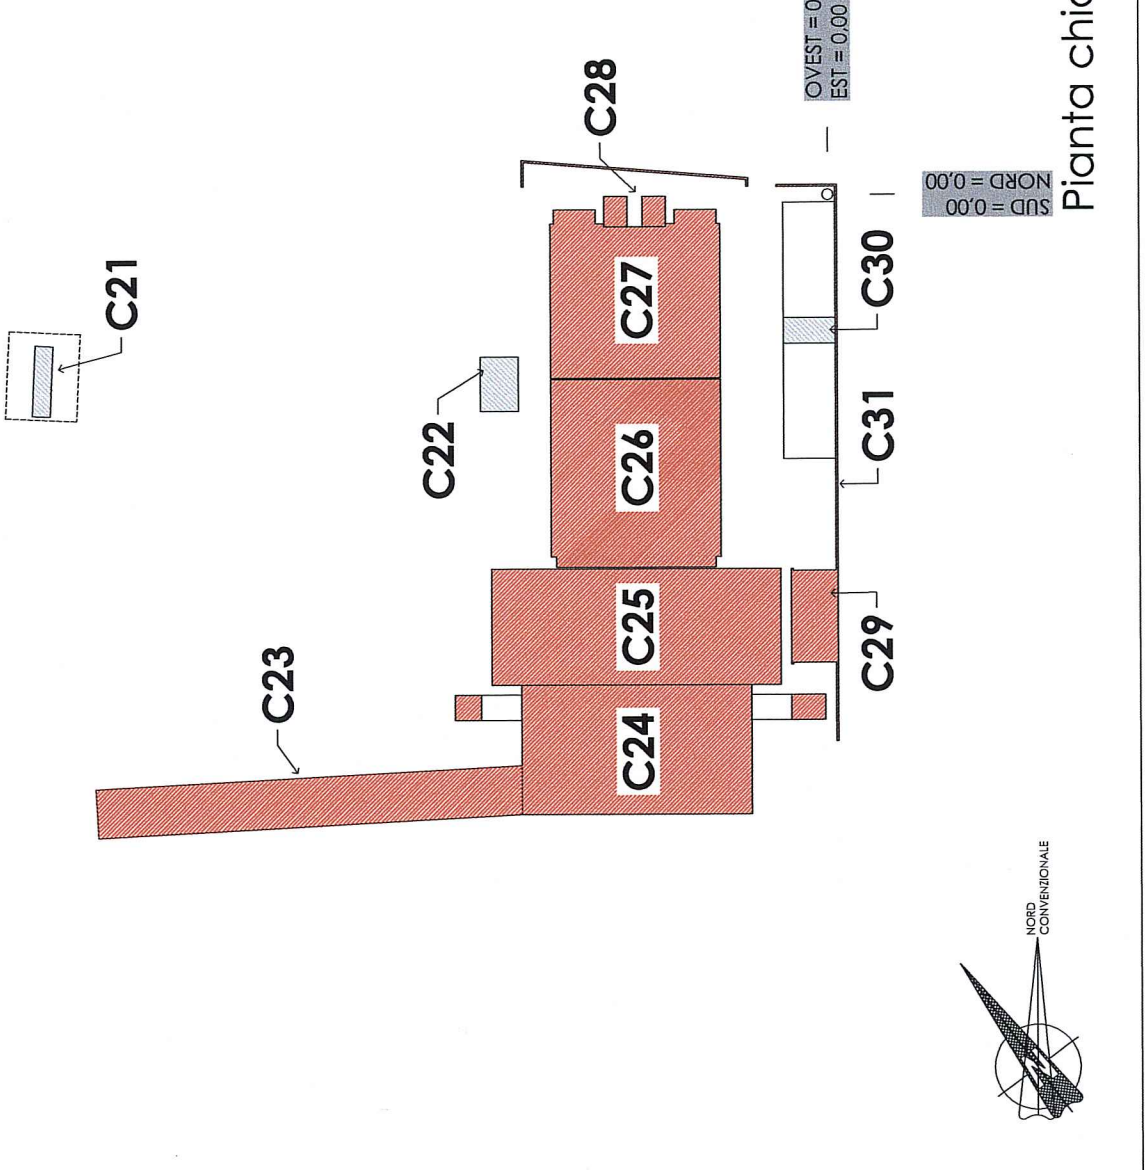 C21
C22
C23
C24
C25
C26
C27
C28
C29
C30
C31
OVEST = 0
EST = 0,00
SUD = 0,00
NORD = 0,00
NORD
CONVENZIONALE
Pianta